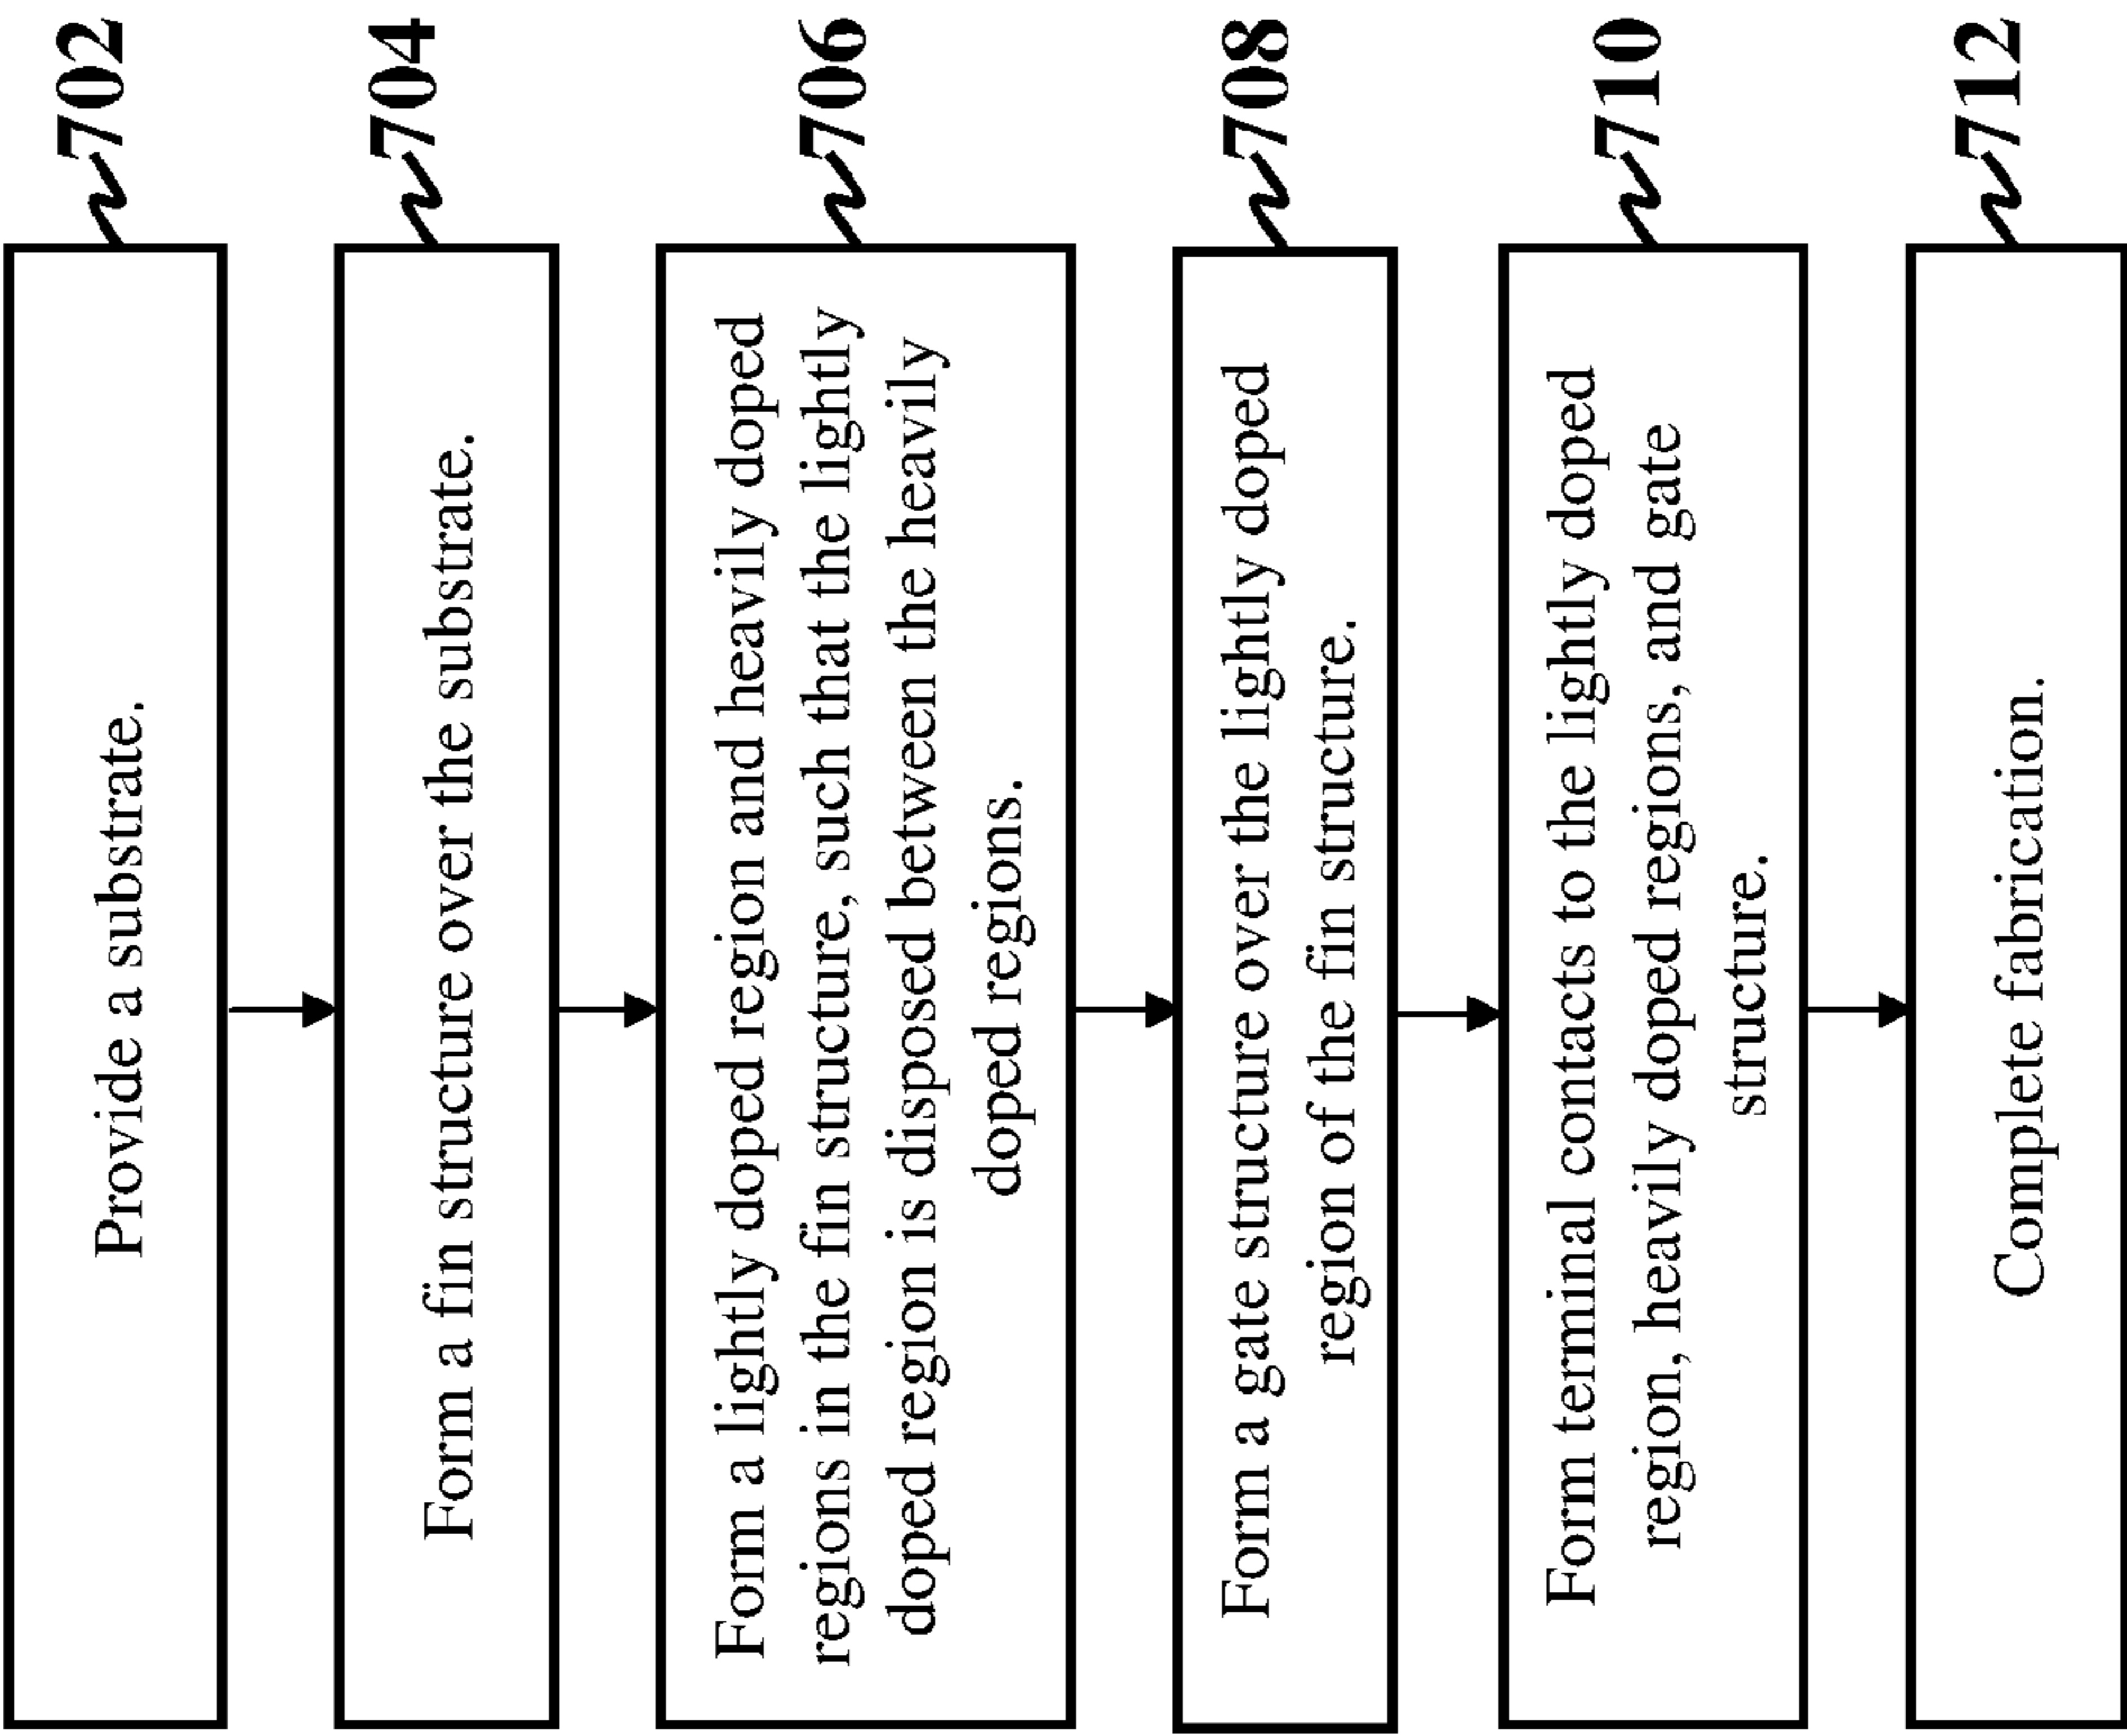 Provide a substrate.
702
Form a fin structure over the substrate.
704
Form a lightly doped region and heavily doped
regions in the fin structure, such that the lightly
doped region is disposed between the heavily
doped regions.
706
Form a gate structure over the lightly doped
region of the fin structure.
708
Form terminal contacts to the lightly doped
region, heavily doped regions, and gate
structure.
710
Complete fabrication.
712